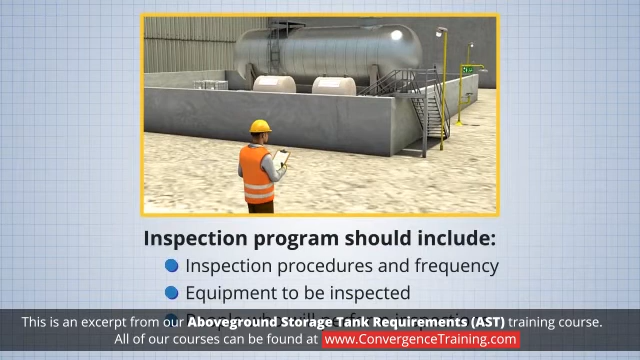 Inspection program should include:
Inspection procedures and frequency
Equipment to be inspected
This is an excerpt from our Aboveground Storage Tank Requirements (AST) training course.
All of our courses can be found at www.ConvergenceTraining.com